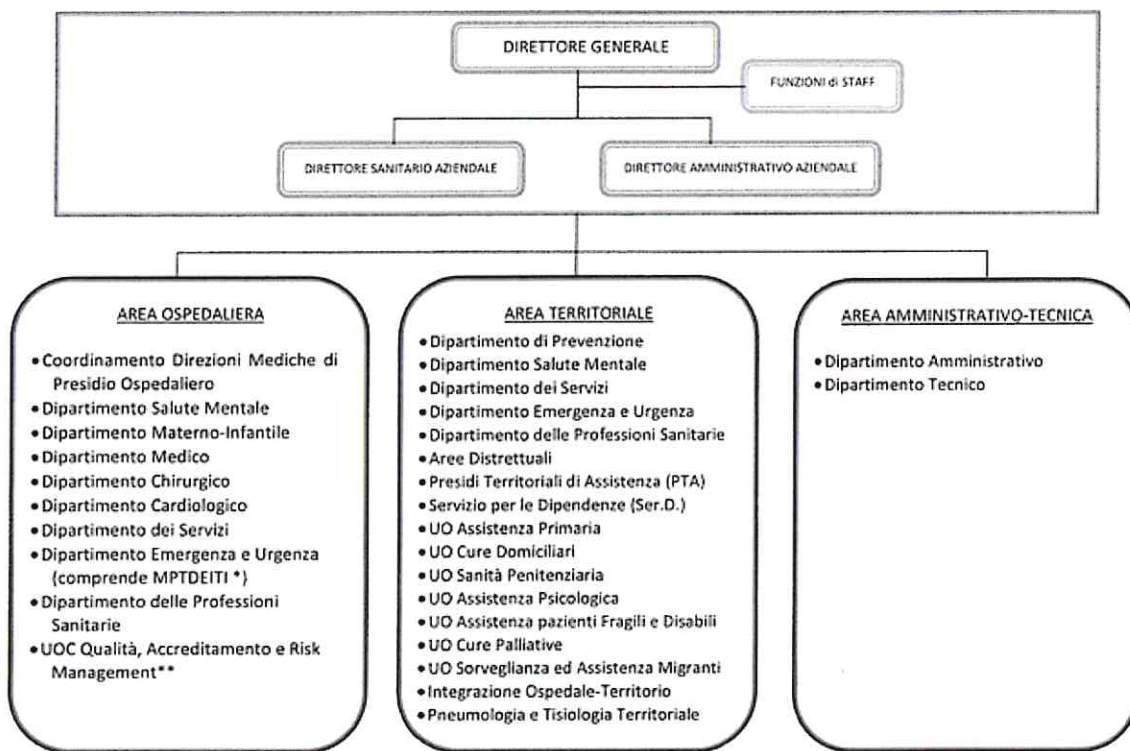 DIRETTORE GENERALE
FUNZIONI di STAFF
DIRETTORE SANITARIO AZIENDALE
DIRETTORE AMMINISTRATIVO AZIENDALE
AREA OSPEDALIERA
• Coordinamento Direzioni Mediche di
Presidio Ospedaliero
• Dipartimento Salute Mentale
• Dipartimento Materno-Infantile
• Dipartimento Medico
• Dipartimento Chirurgico
• Dipartimento Cardiologico
• Dipartimento dei Servizi
• Dipartimento Emergenza e Urgenza
(comprende MPTDEITI *)
• Dipartimento delle Professioni
Sanitarie
• UOC Qualità, Accreditamento e Risk
Management**
AREA TERRITORIALE
• Dipartimento di Prevenzione
• Dipartimento Salute Mentale
• Dipartimento dei Servizi
• Dipartimento Emergenza e Urgenza
• Dipartimento delle Professioni Sanitarie
• Aree Distrettuali
• Presidi Territoriali di Assistenza (PTA)
• Servizio per le Dipendenze (Ser.D.)
• UO Assistenza Primaria
• UO Cure Domiciliari
• UO Sanità Penitenziaria
• UO Assistenza Psicologica
• UO Assistenza pazienti Fragili e Disabili
• UO Cure Palliative
• UO Sorveglianza ed Assistenza Migranti
• Integrazione Ospedale-Territorio
• Pneumologia e Tisiologia Territoriale
AREA AMMINISTRATIVO-TECNICA
• Dipartimento Amministrativo
• Dipartimento Tecnico